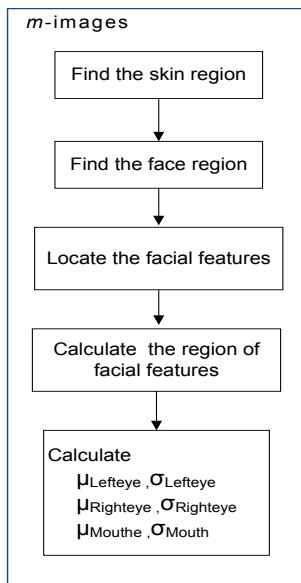 m-images
Find the skin region
Find the face region
Locate the facial features
Calculate the region of
facial features
Calculate
μLefteye ,σLefteye
μRighteye ,σRighteye
μMouthe ,σMouth